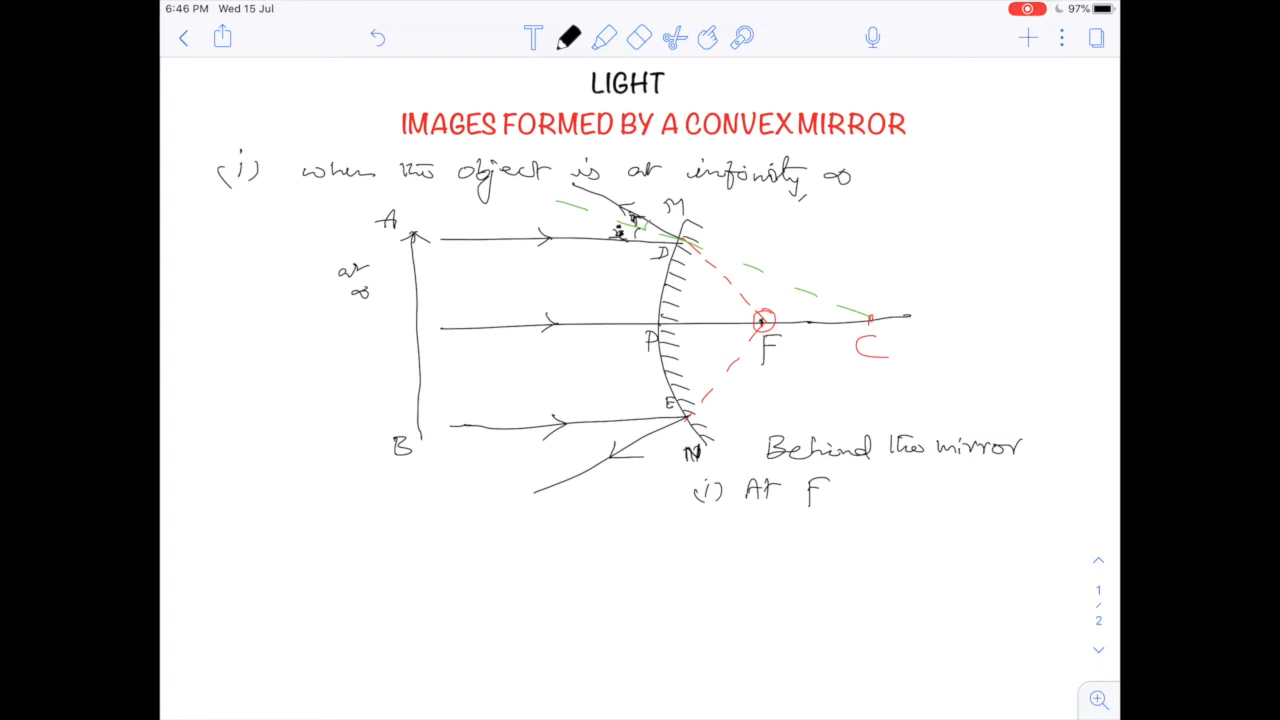 6:46 PM Wed 15 Jul 97%
LIGHT
IMAGES FORMED BY A CONVEX MIRROR
(i) when the object is at infinity, ∞
A
M
i r
D
at
∞
P
F
C
E
B
N
Behind the mirror
(i) At F
1
/
2